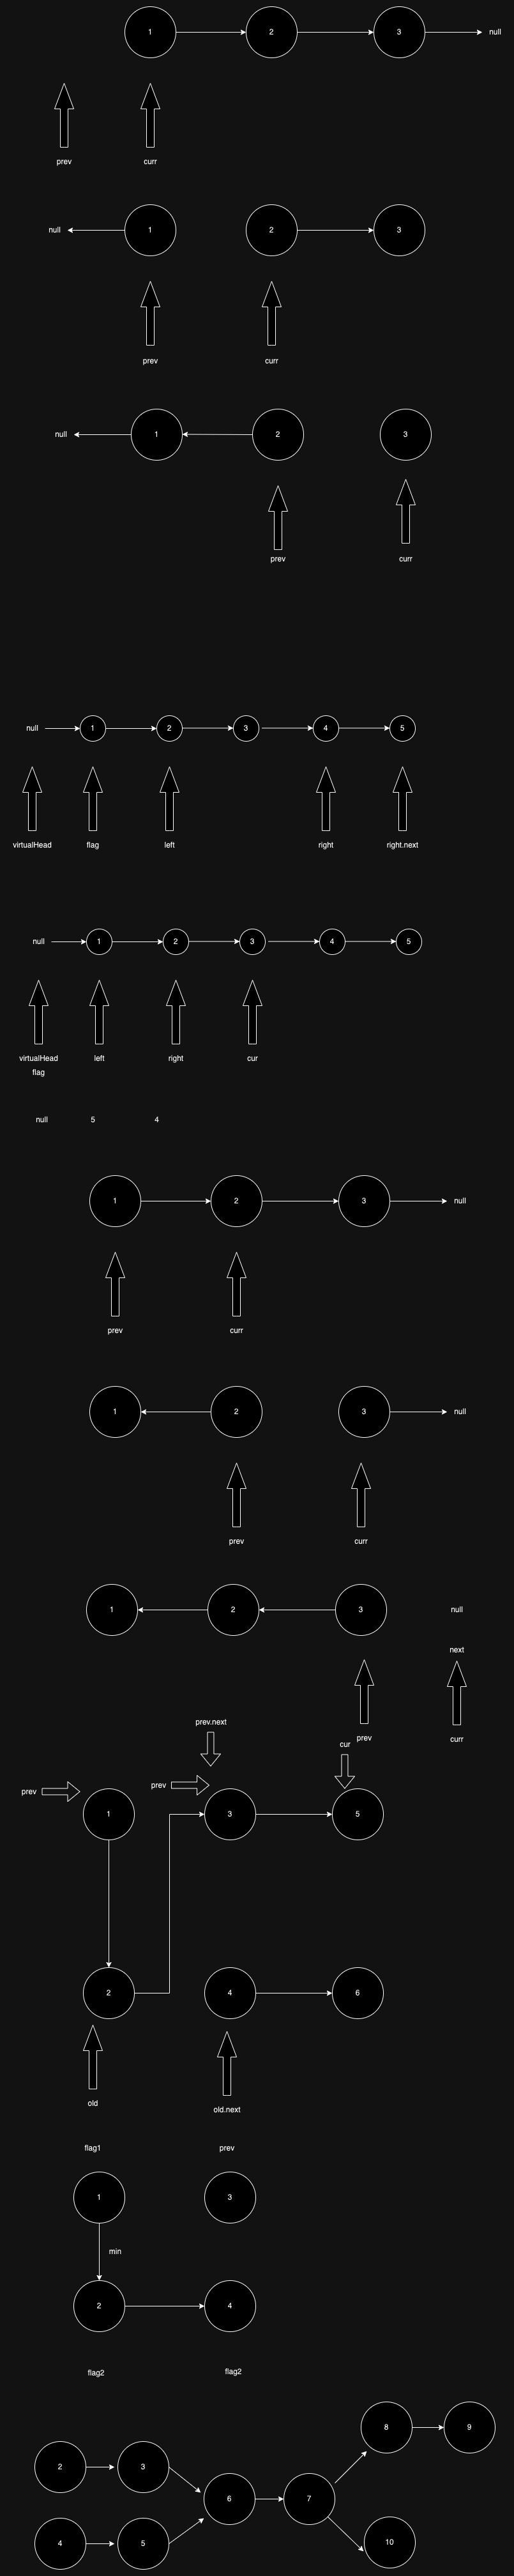 1 2 3 null
prev curr
null 1 2 3
prev curr
null 1 2 3
prev curr
null 1 2 3 4 5
virtualHead flag left right right.next
null 1 2 3 4 5
virtualHead left right cur
flag
null 5 4
1 2 3 null
prev curr
1 2 3 null
prev curr
1 2 3 null
next
prev curr
prev.next
cur
prev prev
1 3 5
2 4 6
old old.next
flag1 prev
1 3
min
2 4
flag2 flag2
8 9
2 3
6 7
4 5 10